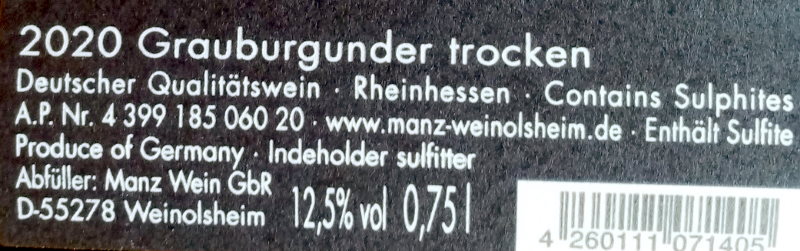 2020 Grauburgunder trocken
Deutscher Qualitätswein · Rheinhessen · Contains Sulphites
A.P. Nr. 4 399 185 060 20 · www.manz-weinolsheim.de · Enthält Sulfite
Produce of Germany · Indeholder sulfitter
Abfüller: Manz Wein GbR
D-55278 Weinolsheim 12,5% vol 0,75 l
4 260111 071405